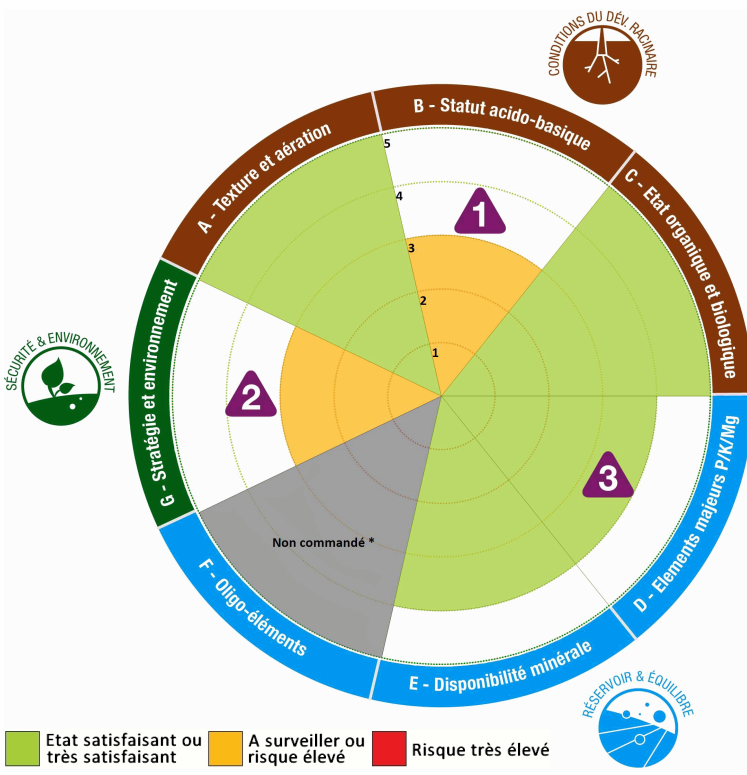 CONDITIONS DU DÉV. RACINAIRE
B - Statut acido-basique
A - Texture et aération
C - Etat organique et biologique
5
4
3
2
1
1
SÉCURITÉ & ENVIRONNEMENT
G - Stratégie et environnement
2
3
D - Elements majeurs P/K/Mg
Non commandé *
F - Oligo-éléments
E - Disponibilité minérale
RÉSERVOIR & ÉQUILIBRE
Etat satisfaisant ou
très satisfaisant
A surveiller ou
risque élevé
Risque très élevé